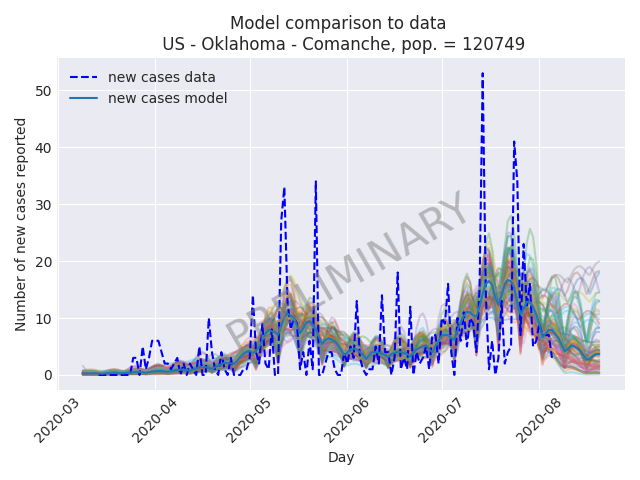 Model comparison to data
US - Oklahoma - Comanche, pop. = 120749
new cases data
new cases model
PRELIMINARY
Number of new cases reported
50
40
30
20
10
0
2020-03
2020-04
2020-05
2020-06
2020-07
2020-08
Day